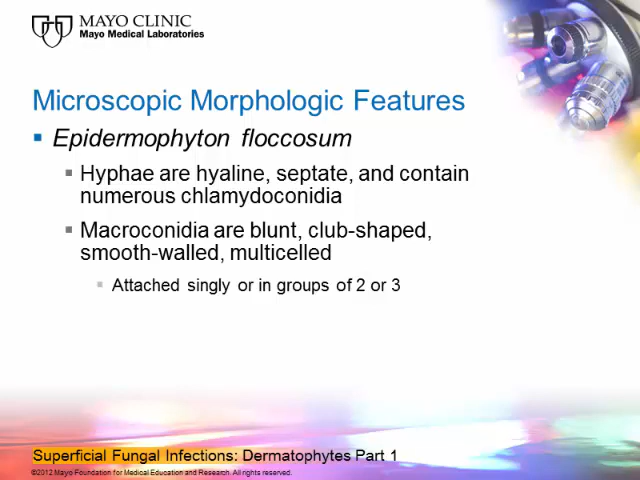 MAYO CLINIC
Mayo Medical Laboratories
Microscopic Morphologic Features
Epidermophyton floccosum
Hyphae are hyaline, septate, and contain
numerous chlamydoconidia
Macroconidia are blunt, club-shaped,
smooth-walled, multicelled
Attached singly or in groups of 2 or 3
Superficial Fungal Infections: Dermatophytes Part 1
©2012 Mayo Foundation for Medical Education and Research. All rights reserved.